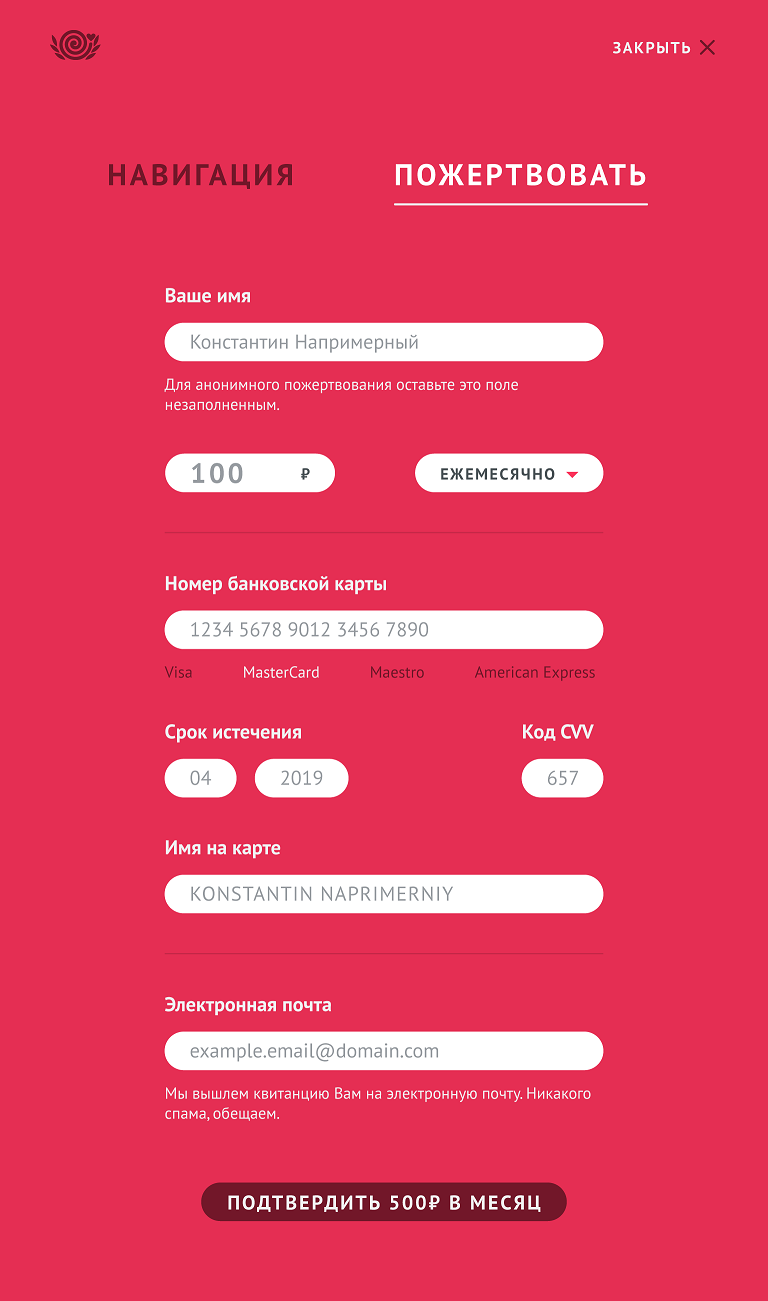 ЗАКРЫТЬ
НАВИГАЦИЯ ПОЖЕРТВОВАТЬ
Ваше имя
Константин Напримерный
Для анонимного пожертвования оставьте это поле
незаполненным.
100 ₽ ЕЖЕМЕСЯЧНО
Номер банковской карты
1234 5678 9012 3456 7890
Visa MasterCard Maestro American Express
Срок истечения Код CVV
04 2019 657
Имя на карте
KONSTANTIN NAPRIMERNIY
Электронная почта
example.email@domain.com
Мы вышлем квитанцию Вам на электронную почту. Никакого
спама, обещаем.
ПОДТВЕРДИТЬ 500₽ В МЕСЯЦ